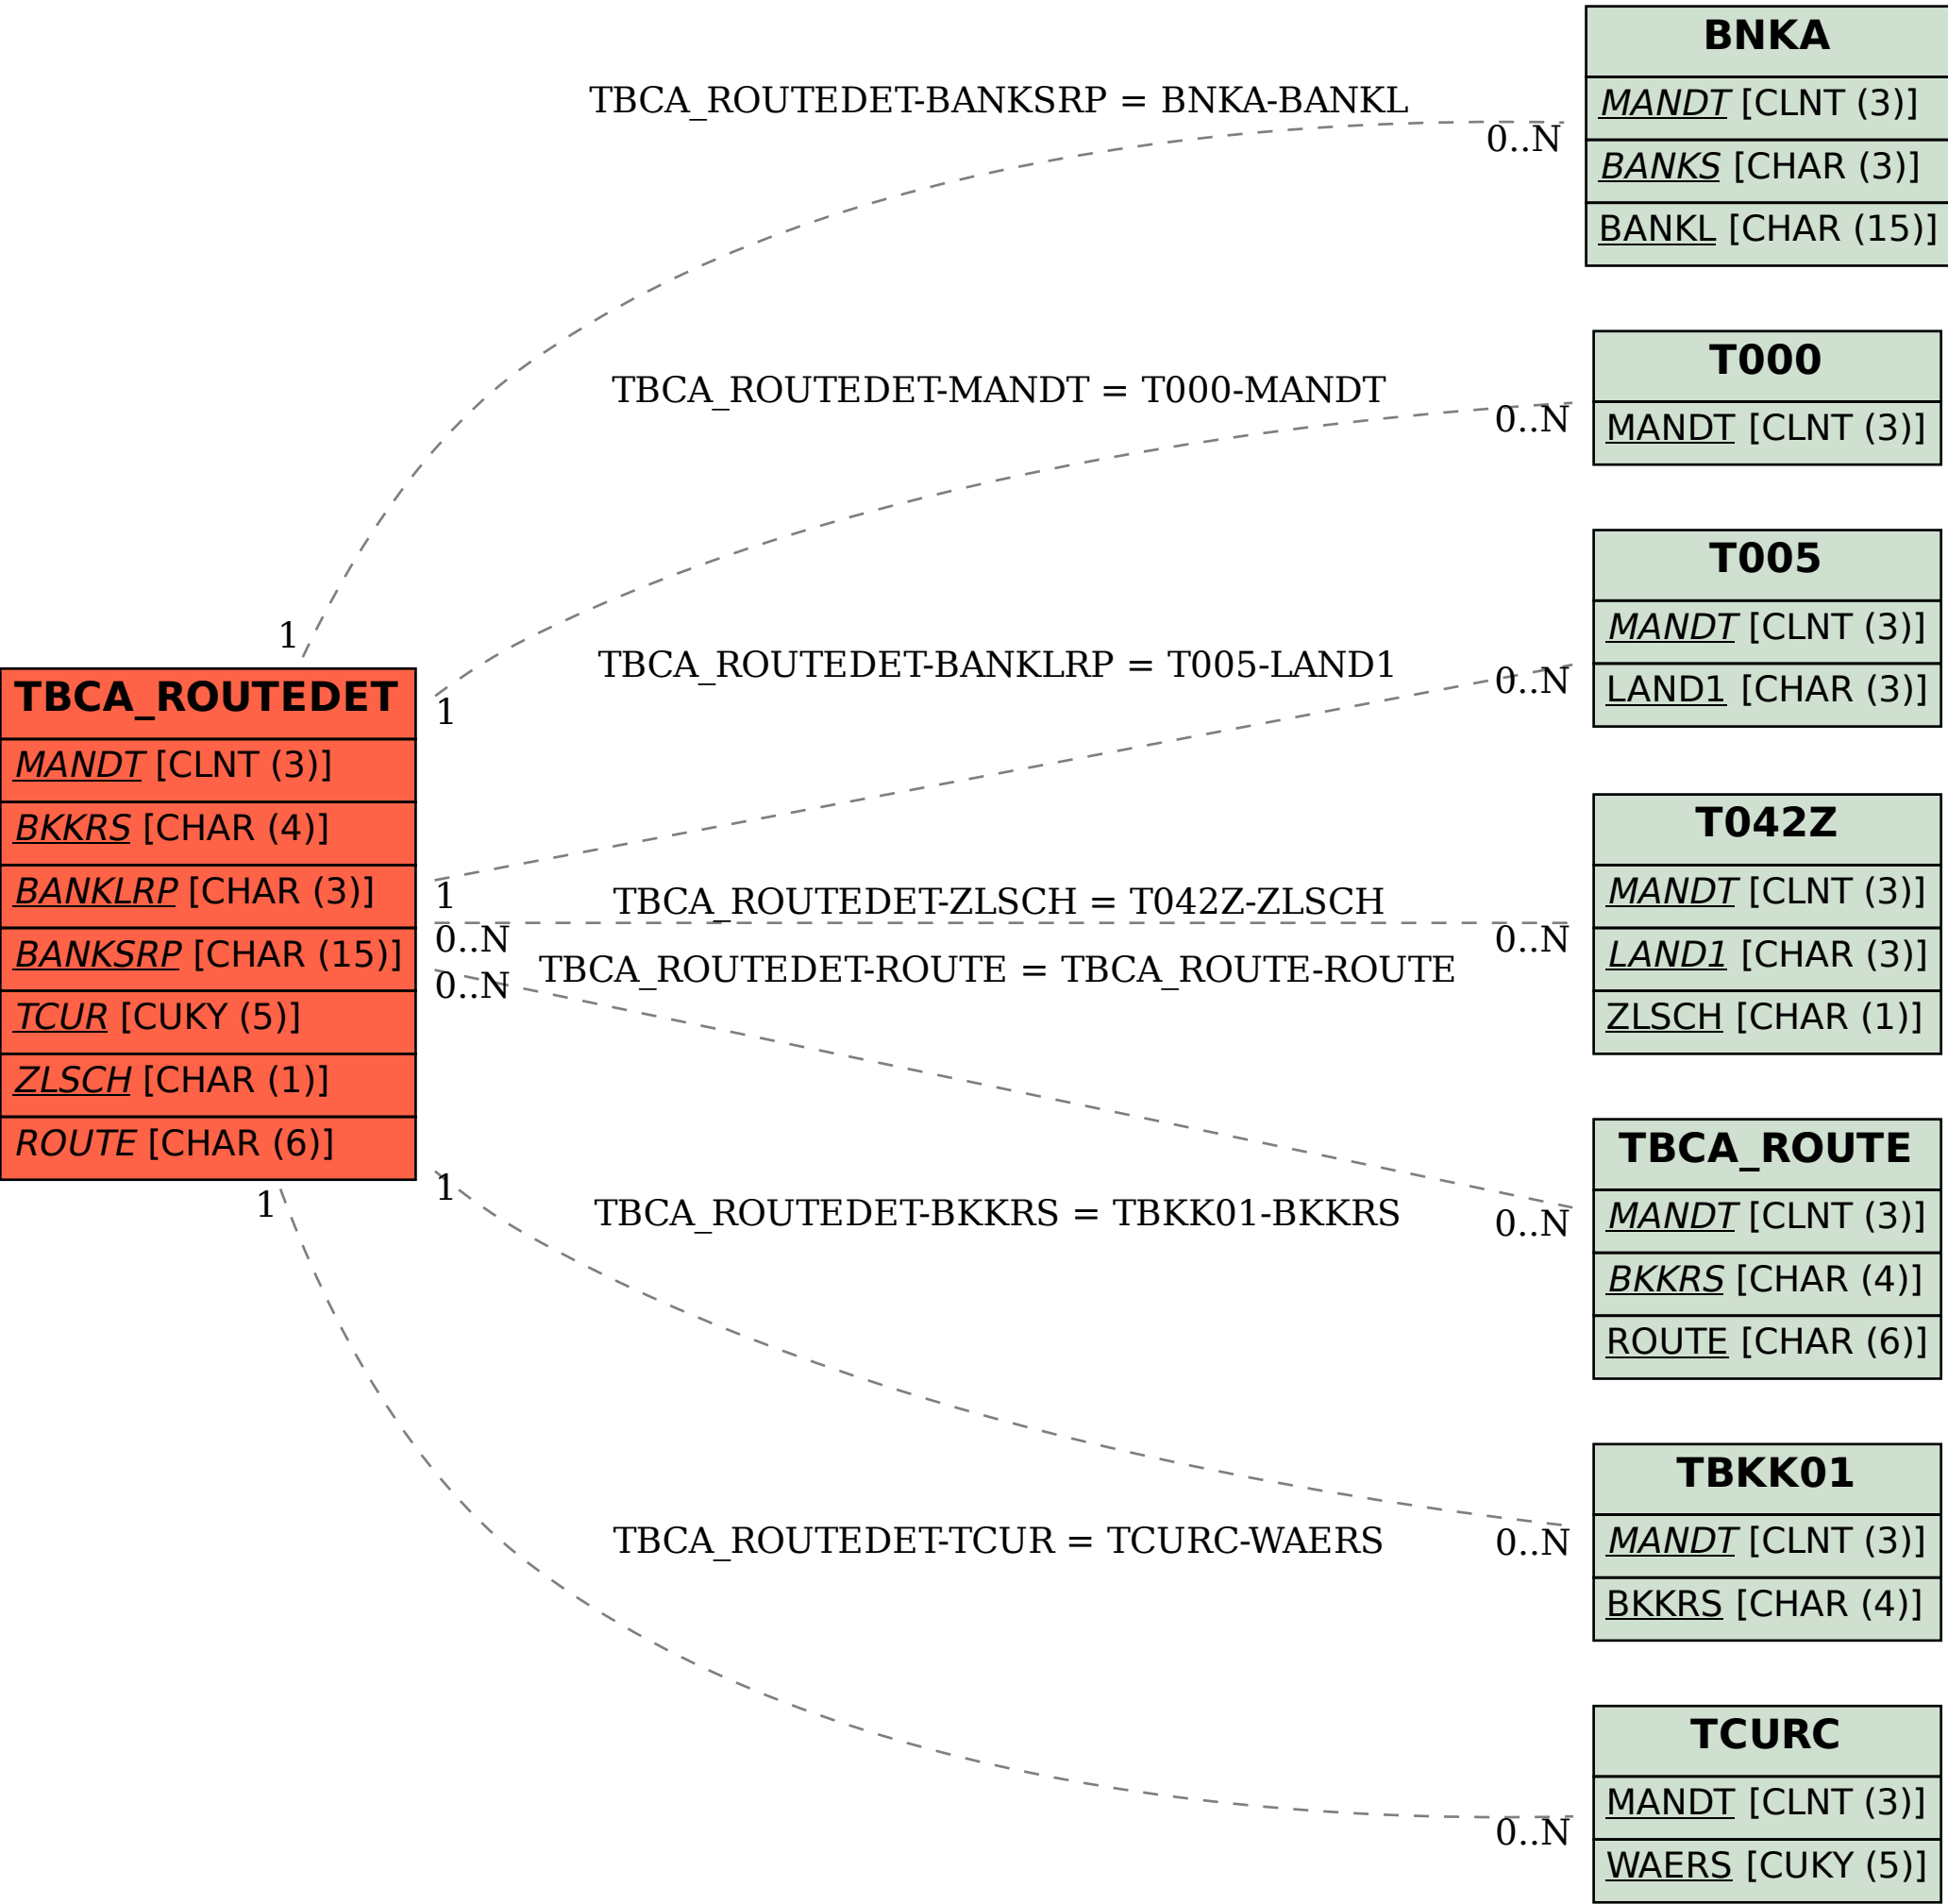 BNKA
MANDT [CLNT (3)]
BANKS [CHAR (3)]
BANKL [CHAR (15)]
TBCA_ROUTEDET-BANKSRP = BNKA-BANKL
0..N
1
T000
MANDT [CLNT (3)]
TBCA_ROUTEDET-MANDT = T000-MANDT
0..N
1
T005
MANDT [CLNT (3)]
LAND1 [CHAR (3)]
TBCA_ROUTEDET-BANKLRP = T005-LAND1
0..N
1
TBCA_ROUTEDET
MANDT [CLNT (3)]
BKKRS [CHAR (4)]
BANKLRP [CHAR (3)]
BANKSRP [CHAR (15)]
TCUR [CUKY (5)]
ZLSCH [CHAR (1)]
ROUTE [CHAR (6)]
T042Z
MANDT [CLNT (3)]
LAND1 [CHAR (3)]
ZLSCH [CHAR (1)]
TBCA_ROUTEDET-ZLSCH = T042Z-ZLSCH
0..N
0..N
TBCA_ROUTEDET-ROUTE = TBCA_ROUTE-ROUTE
0..N
0..N
TBCA_ROUTE
MANDT [CLNT (3)]
BKKRS [CHAR (4)]
ROUTE [CHAR (6)]
TBCA_ROUTEDET-BKKRS = TBKK01-BKKRS
1
0..N
TBKK01
MANDT [CLNT (3)]
BKKRS [CHAR (4)]
TBCA_ROUTEDET-TCUR = TCURC-WAERS
1
0..N
TCURC
MANDT [CLNT (3)]
WAERS [CUKY (5)]